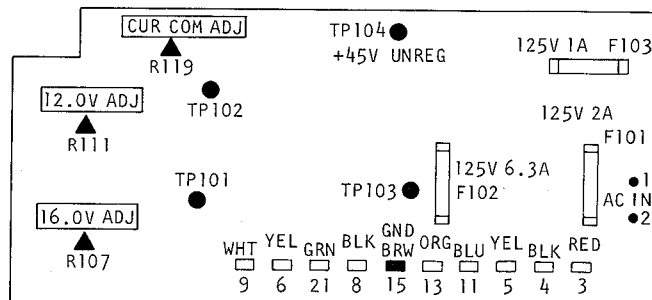 CUR COM ADJ
R119
TP104
+45V UNREG
125V 1A F103
12.0V ADJ
R111
TP102
125V 2A
F101
125V 6.3A
F102
TP101
TP103
1
AC IN
2
16.0V ADJ
R107
WHT YEL GRN BLK GND BRW ORG BLU YEL BLK RED
9 6 21 8 15 13 11 5 4 3